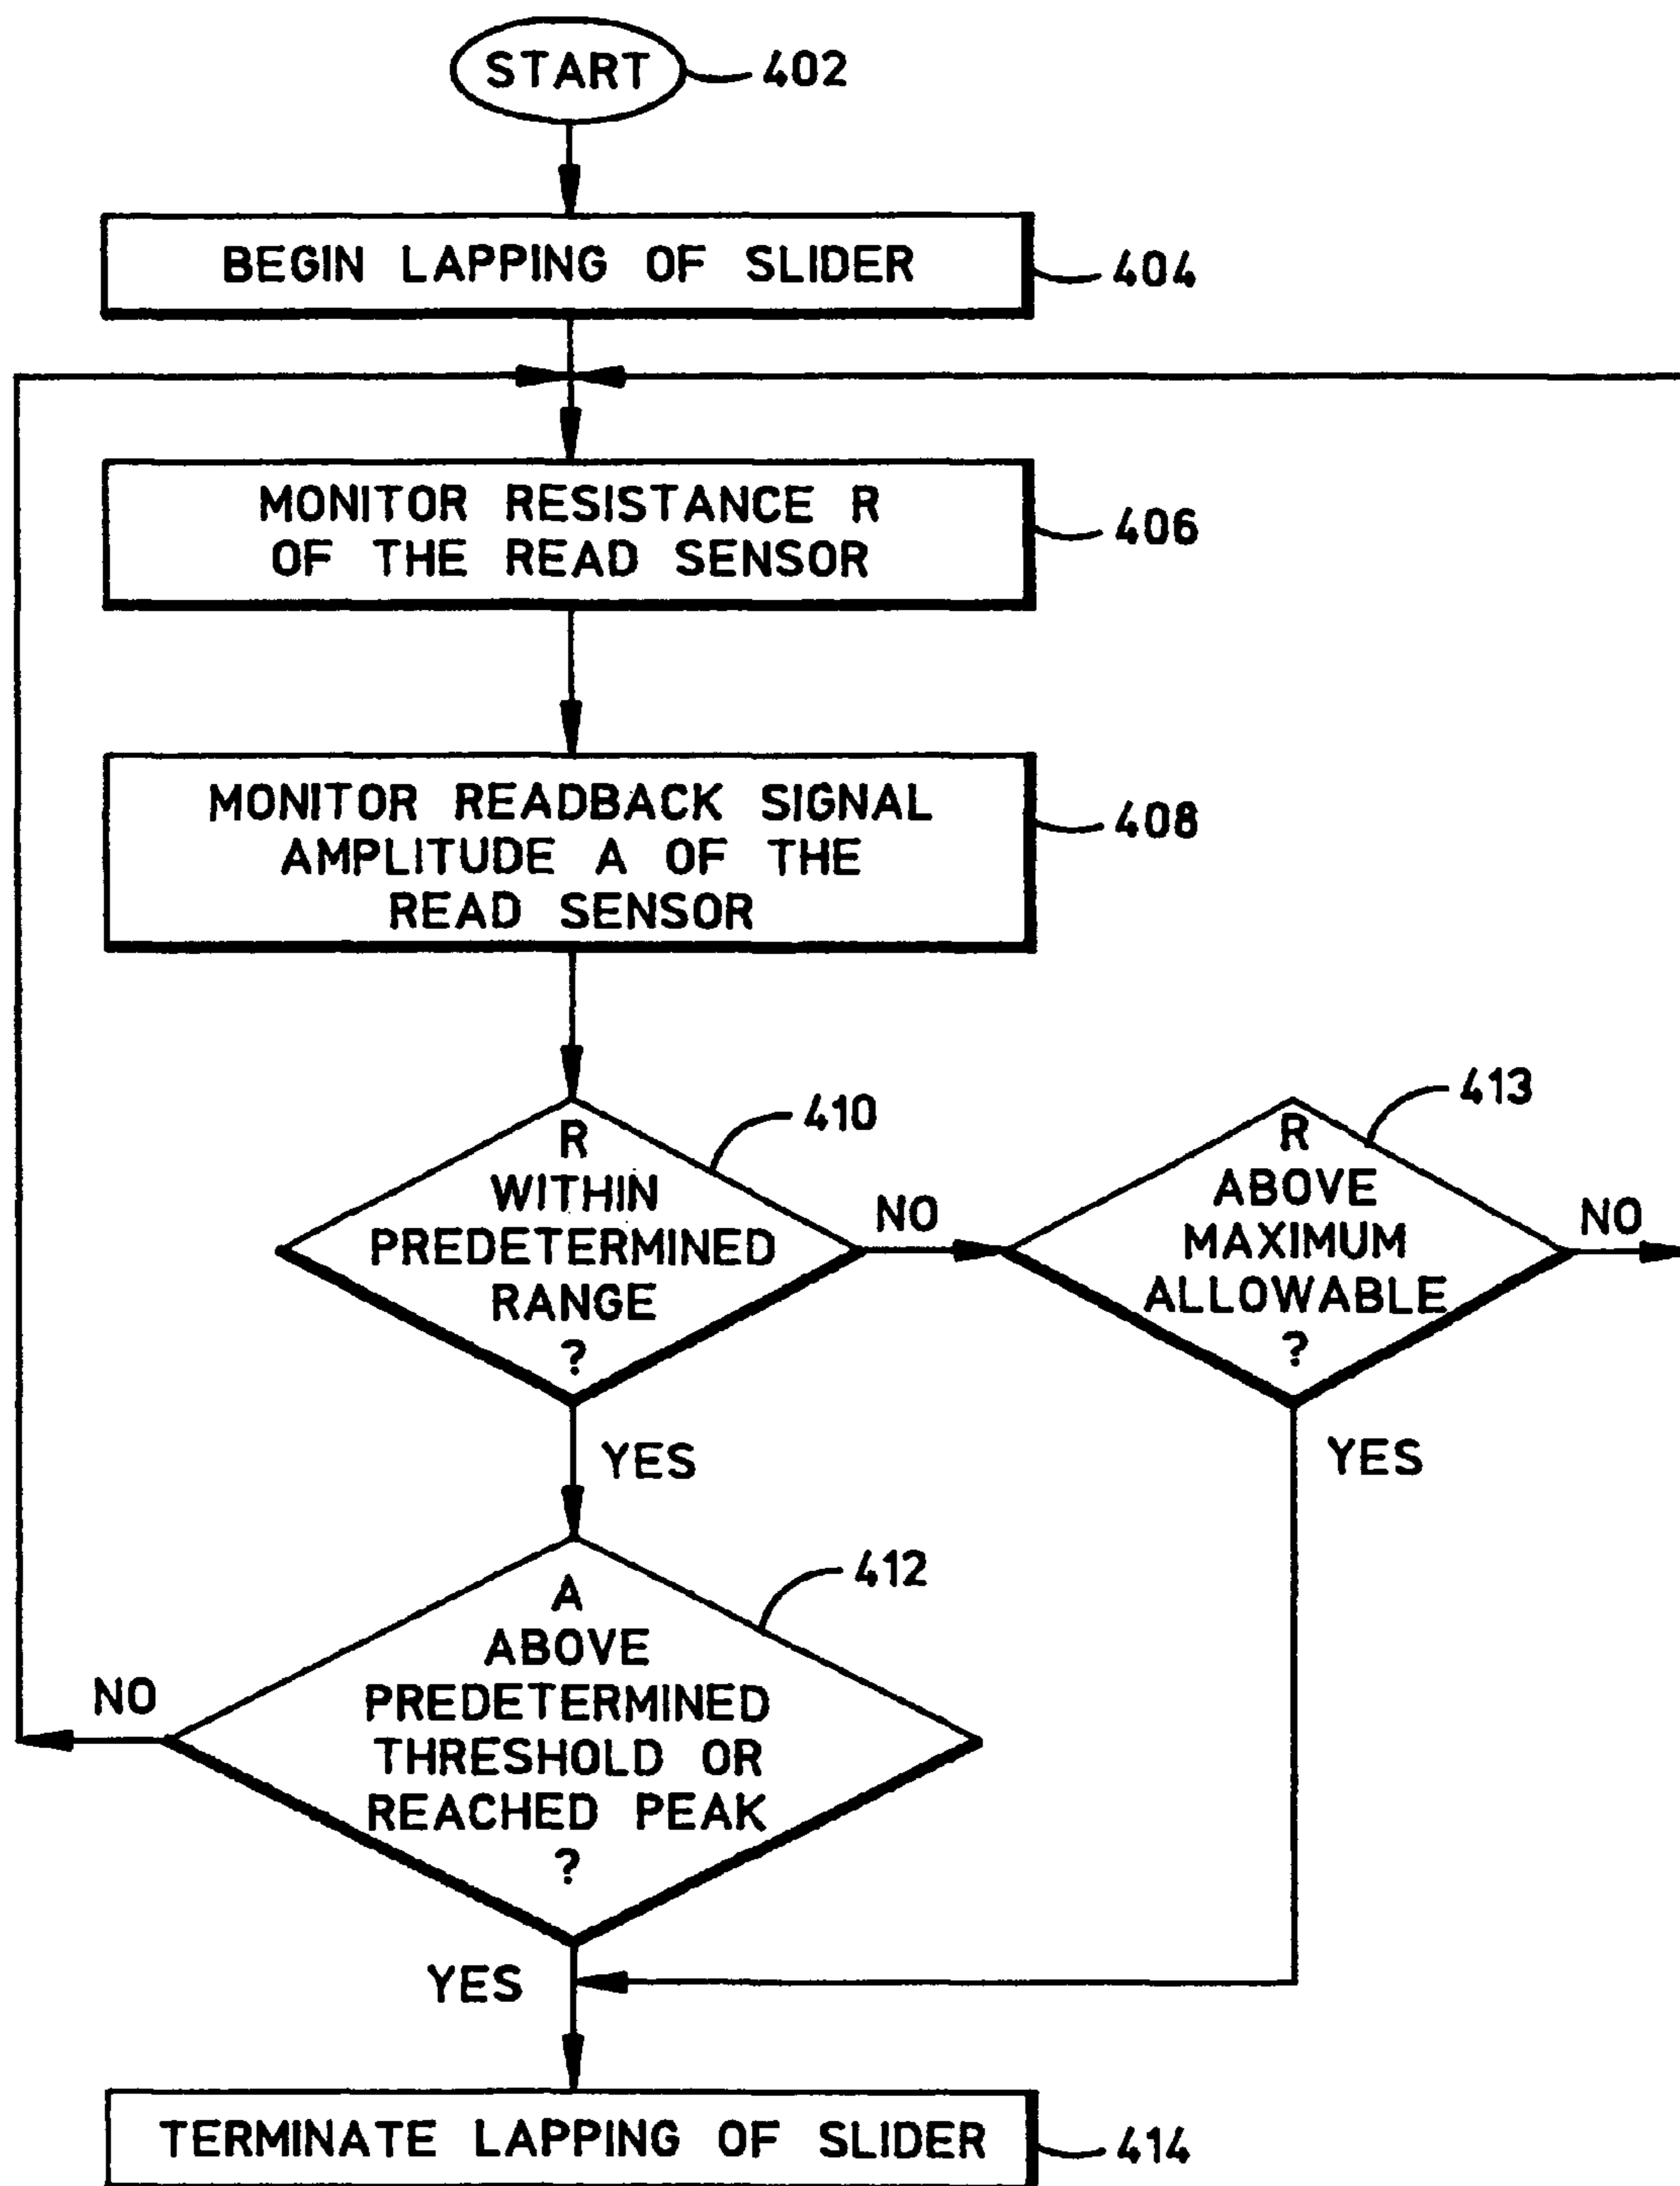 START
402
BEGIN LAPPING OF SLIDER
404
MONITOR RESISTANCE R
OF THE READ SENSOR
406
MONITOR READBACK SIGNAL
AMPLITUDE A OF THE
READ SENSOR
408
R
WITHIN
PREDETERMINED
RANGE
?
410
NO
YES
R
ABOVE
MAXIMUM
ALLOWABLE
?
413
NO
YES
A
ABOVE
PREDETERMINED
THRESHOLD OR
REACHED PEAK
?
412
NO
YES
TERMINATE LAPPING OF SLIDER
414